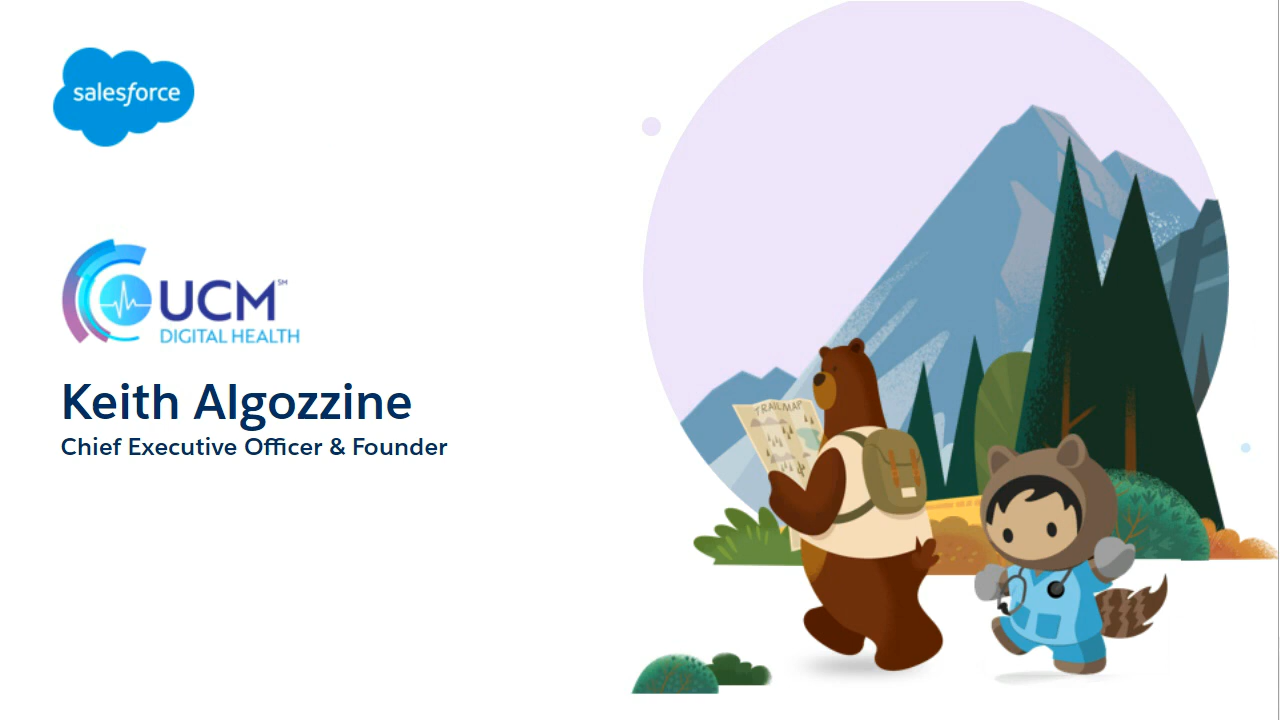 salesforce
UCM SM
DIGITAL HEALTH
Keith Algozzine
Chief Executive Officer & Founder
TRAILMAP